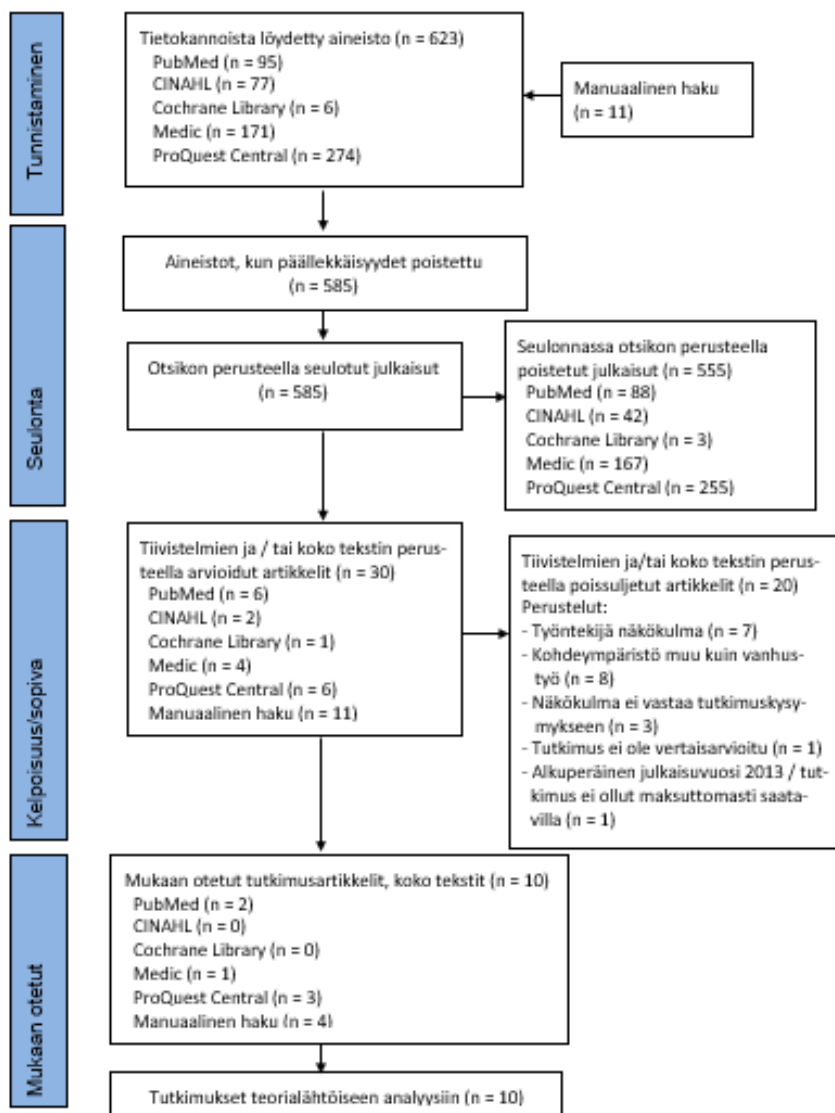 Tunnistaminen
Tietokannoista löydetty aineisto (n = 623)
PubMed (n = 95)
CINAHL (n = 77)
Cochrane Library (n = 6)
Medic (n = 171)
ProQuest Central (n = 274)
Manuaalinen haku
(n = 11)
Seulonta
Aineistot, kun päällekkäisyydet poistettu
(n = 585)
Otsikon perusteella seulotut julkaisut
(n = 585)
Seulonnassa otsikon perusteella
poistetut julkaisut (n = 555)
PubMed (n = 88)
CINAHL (n = 42)
Cochrane Library (n = 3)
Medic (n = 167)
ProQuest Central (n = 255)
Kelpoisuus/sopiva
Tiivistelmien ja / tai koko tekstin perus-
teella arvioidut artikkelit (n = 30)
PubMed (n = 6)
CINAHL (n = 2)
Cochrane Library (n = 1)
Medic (n = 4)
ProQuest Central (n = 6)
Manuaalinen haku (n = 11)
Tiivistelmien ja/tai koko tekstin perus-
teella poissuljetut artikkelit (n = 20)
Perustelut:
- Työntekijä näkökulma (n = 7)
- Kohdeympäristö muu kuin vanhus-
työ (n = 8)
- Näkökulma ei vastaa tutkimuskysy-
mykseen (n = 3)
- Tutkimus ei ole vertaisarvioitu (n = 1)
- Alkuperäinen julkaisuvuosi 2013 / tut-
kimus ei ollut maksuttomasti saata-
villa (n = 1)
Mukaan otetut
Mukaan otetut tutkimusartikkelit, koko tekstit (n = 10)
PubMed (n = 2)
CINAHL (n = 0)
Cochrane Library (n = 0)
Medic (n = 1)
ProQuest Central (n = 3)
Manuaalinen haku (n = 4)
Tutkimukset teorialähtöiseen analyysiin (n = 10)